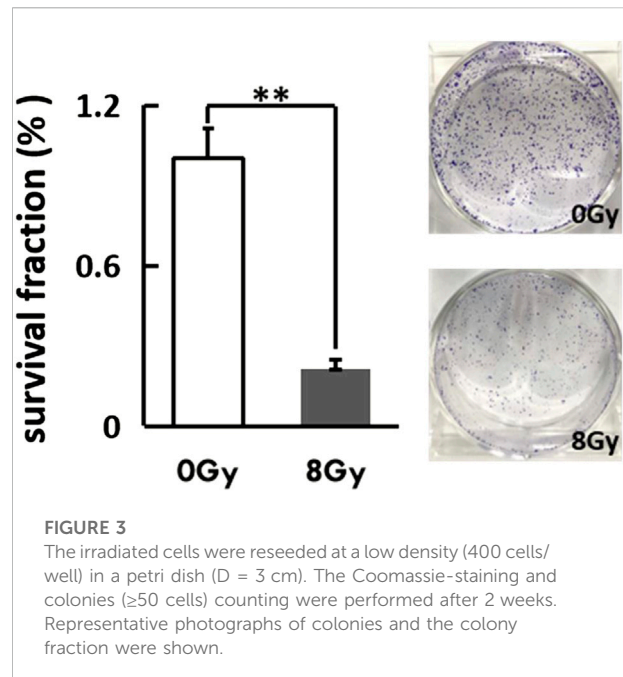 survival fraction (% )
1.2
0.6
0
**
0Gy
8Gy
0Gy
8Gy
FIGURE 3
The irradiated cells were reseeded at a low density (400 cells/
well) in a petri dish (D = 3 cm). The Coomassie-staining and
colonies (≥50 cells) counting were performed after 2 weeks.
Representative photographs of colonies and the colony
fraction were shown.